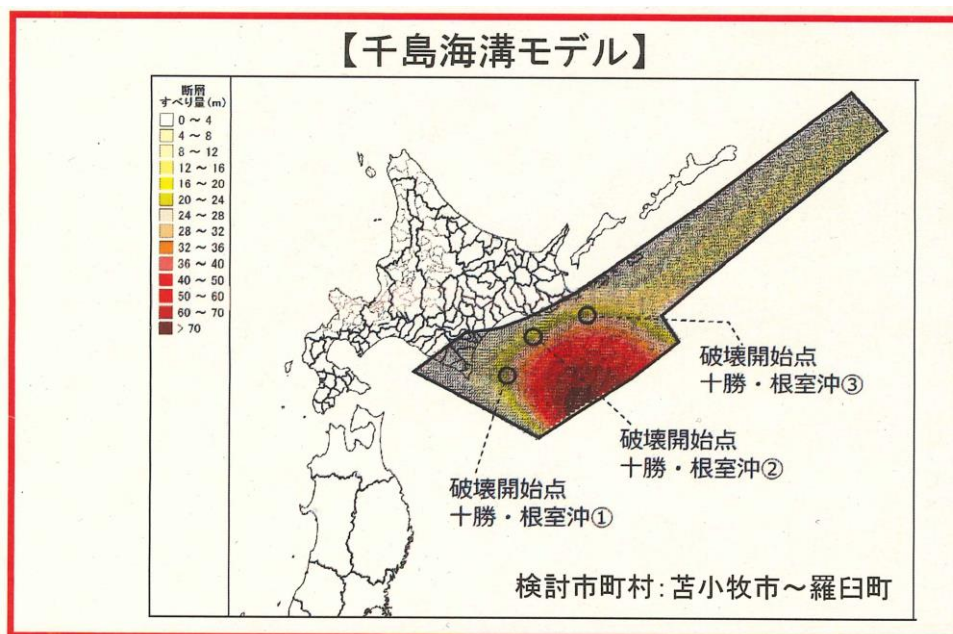 【千島海溝モデル】
断層
すべり量(m)
0 ～ 4
4 ～ 8
8 ～ 12
12 ～ 16
16 ～ 20
20 ～ 24
24 ～ 28
28 ～ 32
32 ～ 36
36 ～ 40
40 ～ 50
50 ～ 60
60 ～ 70
> 70
破壊開始点
十勝・根室沖③
破壊開始点
十勝・根室沖②
破壊開始点
十勝・根室沖①
検討市町村:苫小牧市～羅臼町